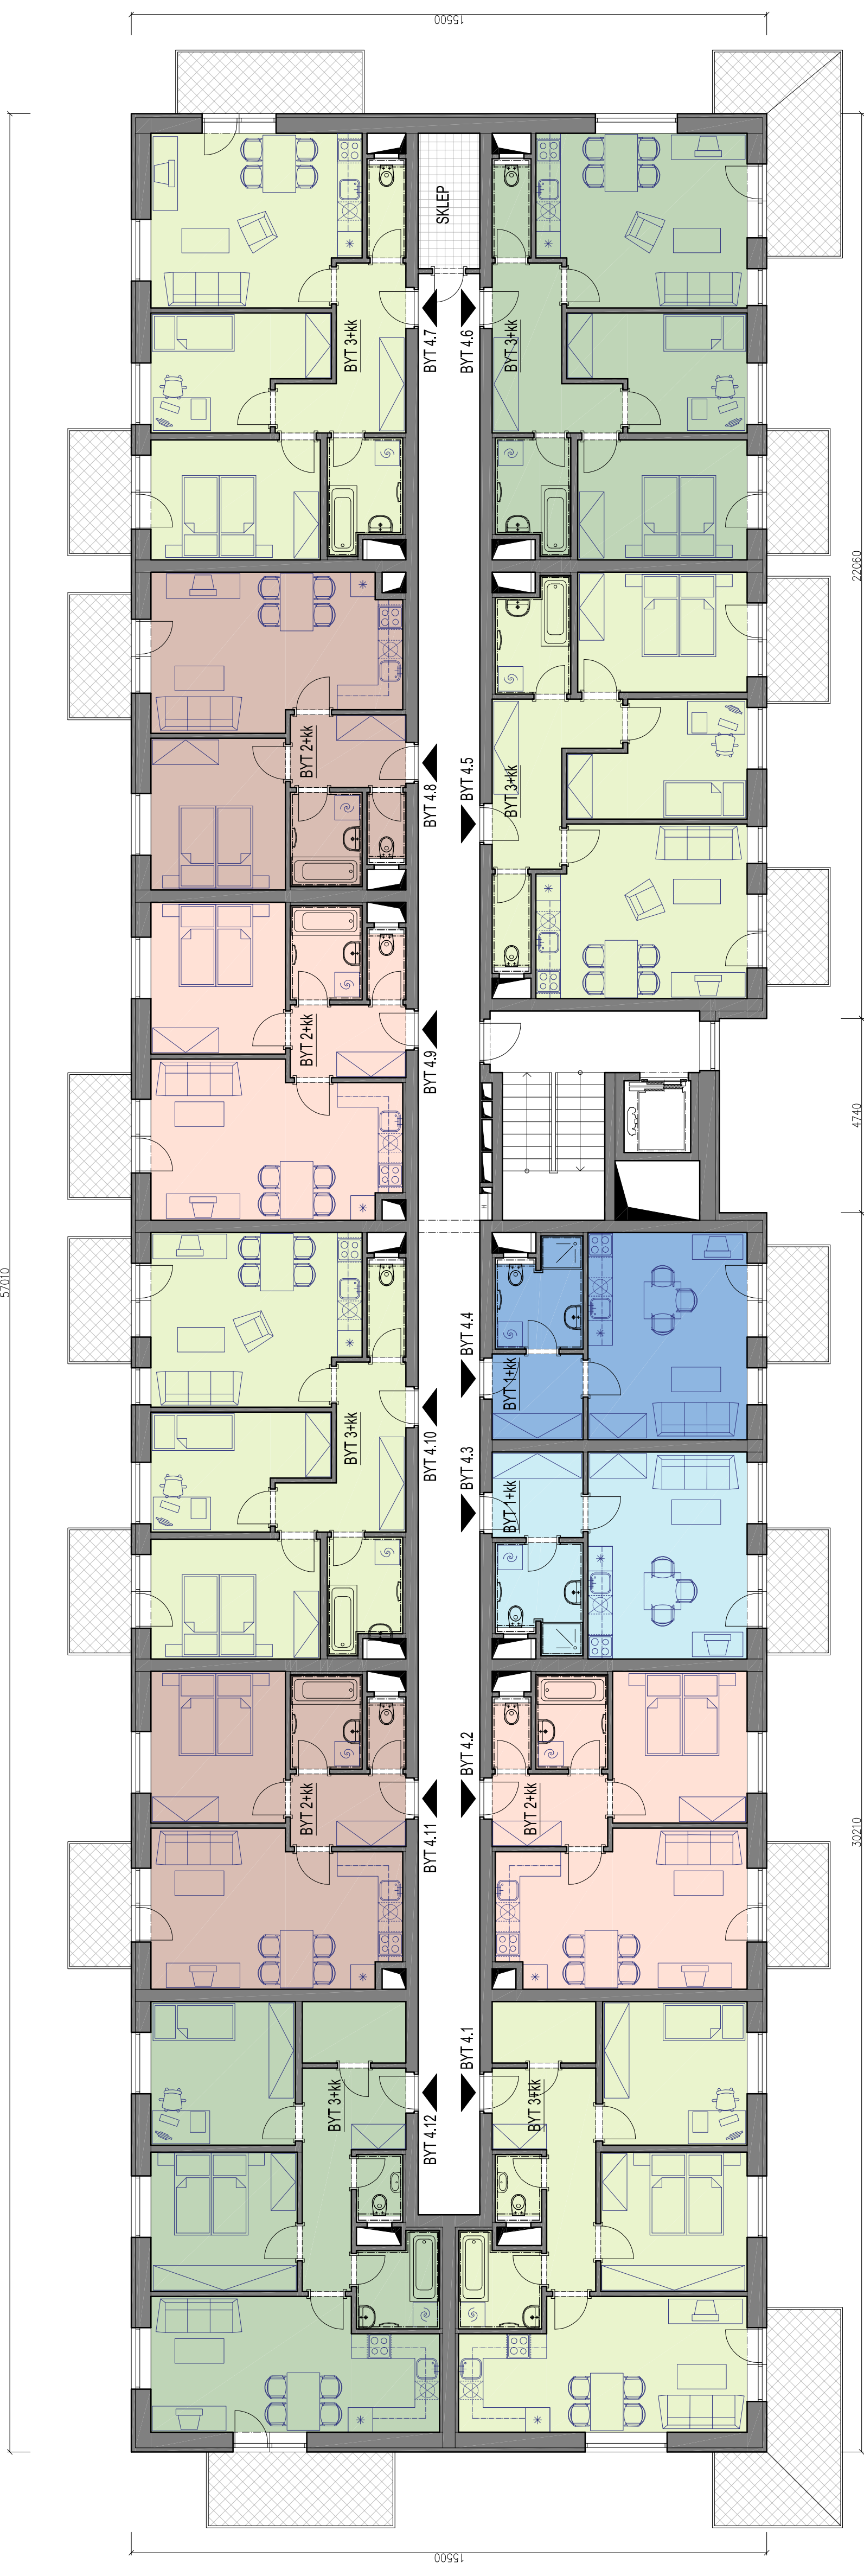 15500
SKLEP
BYT 3+kk
BYT 4.7
BYT 4.6
BYT 3+kk
22060
BYT 2+kk
BYT 4.8
BYT 4.5
BYT 3+kk
BYT 2+kk
BYT 4.9
4740
H
57010
BYT 3+kk
BYT 4.10
BYT 4.4
BYT 1+kk
BYT 4.3
BYT 1+kk
BYT 2+kk
BYT 4.11
BYT 4.2
BYT 2+kk
30210
BYT 3+kk
BYT 4.12
BYT 4.1
BYT 3+kk
15500